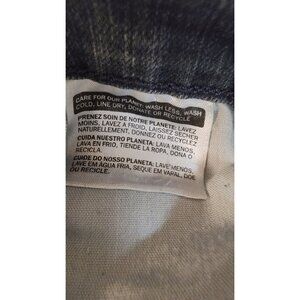 CARE FOR OUR PLANET: WASH LESS, WASH
COLD, LINE DRY, DONATE OR RECYCLE
PRENEZ SOIN DE NOTRE PLANETE: LAVEZ
MOINS, LAVEZ A FROID, LAISSEZ SECHER
NATURELLEMENT, DONNEZ OU RECYCLEZ
CUIDA NUESTRO PLANETA: LAVA MENOS,
LAVA EN FRIO, TIENDE LA ROPA, DONA O
RECICLA.
CUIDE DO NOSSO PLANETA: LAVE MENOS,
LAVE EM ÁGUA FRIA, SEQUE EM VARAL, DOE
OU RECICLE.